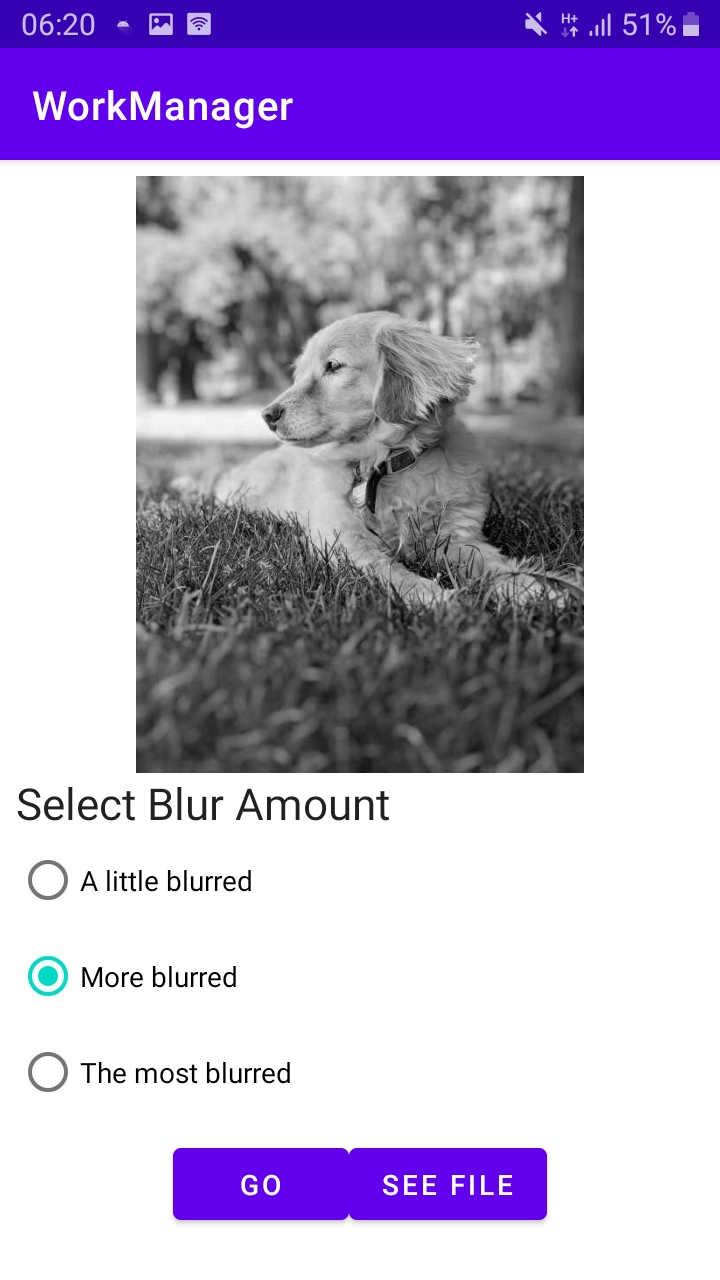 06:20
H+
51%
WorkManager
Select Blur Amount
A little blurred
More blurred
The most blurred
GO
SEE FILE